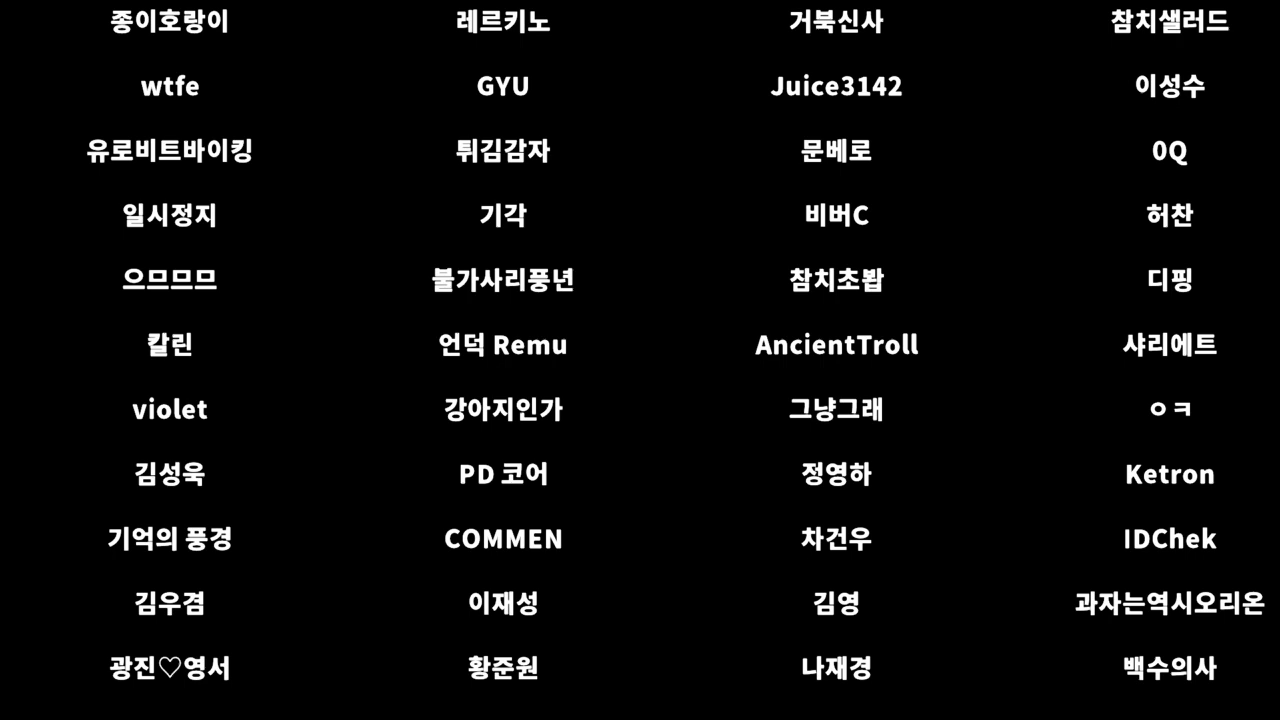 종이호랑이 레르키노 거북신사 참치샐러드
wtfe GYU Juice3142 이성수
유로비트바이킹 튀김감자 문베로 0Q
일시정지 기각 비버C 허찬
으므므므 불가사리풍년 참치초봡 디핑
칼린 언덕 Remu AncientTroll 샤리에트
violet 강아지인가 그냥그래 ㅇㅋ
김성욱 PD 코어 정영하 Ketron
기억의 풍경 COMMEN 차건우 IDChek
김우겸 이재성 김영 과자는역시오리온
광진♡영서 황준원 나재경 백수의사